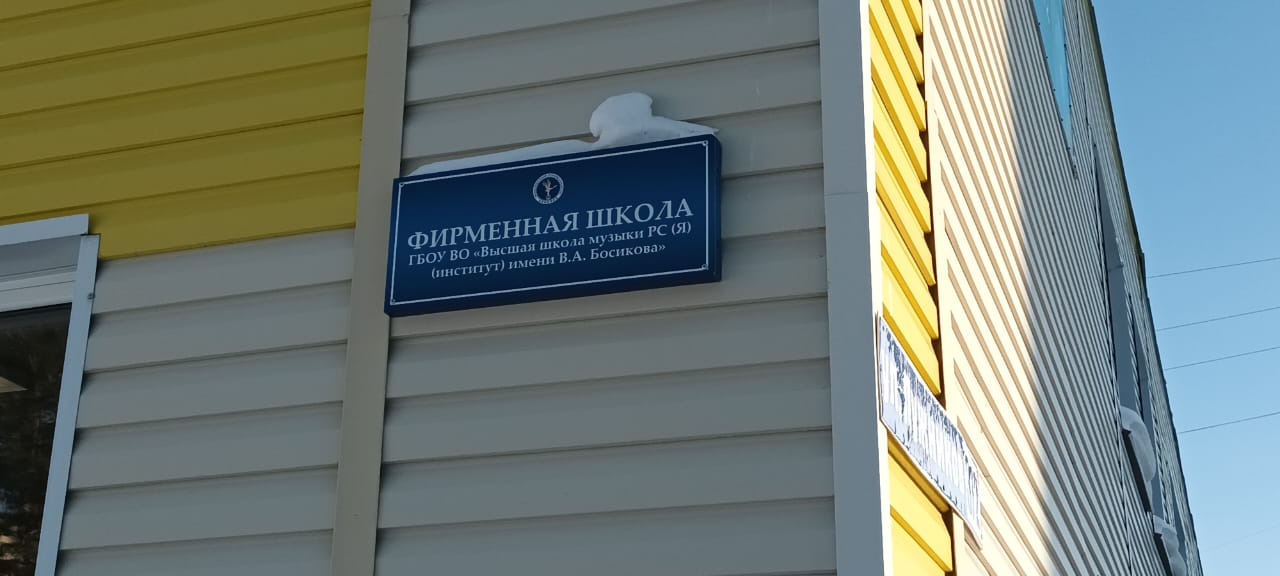 ФИРМЕННАЯ ШКОЛА
ГБОУ ВО «Высшая школа музыки РС (Я)
(институт) имени В.А. Босикова»